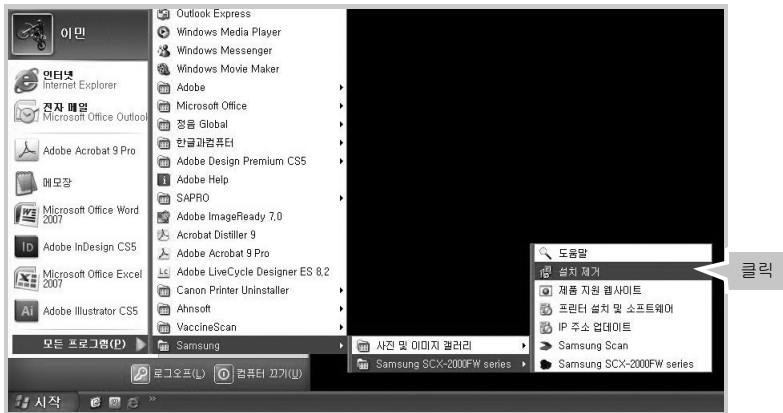 이민
인터넷
Internet Explorer
전자 메일
Microsoft Office Outlook
Adobe Acrobat 9 Pro
메모장
Microsoft Office Word
2007
Adobe InDesign CS5
Microsoft Office Excel
2007
Adobe Illustrator CS5
모든 프로그램(P)
Outlook Express
Windows Media Player
Windows Messenger
Windows Movie Maker
Adobe
Microsoft Office
정음 Global
한글과컴퓨터
Adobe Design Premium CS5
Adobe Help
SAPRO
Adobe ImageReady 7,0
Acrobat Distiller 9
Adobe Acrobat 9 Pro
Adobe LiveCycle Designer ES 8,2
Canon Printer Uninstaller
Ahnsoft
VaccineScan
Samsung
사진 및 이미지 갤러리
Samsung SCX-2000FW series
도움말
설치 제거
제품 지원 웹사이트
프린터 설치 및 소프트웨어
IP 주소 업데이트
Samsung Scan
Samsung SCX-2000FW series
클릭
로그오프(L)
컴퓨터 끄기(U)
시작